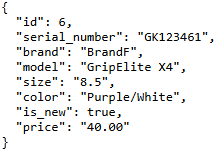 {
  "id": 6,
  "serial_number": "GK123461",
  "brand": "BrandF",
  "model": "GripElite X4",
  "size": "8.5",
  "color": "Purple/White",
  "is_new": true,
  "price": "40.00"
}